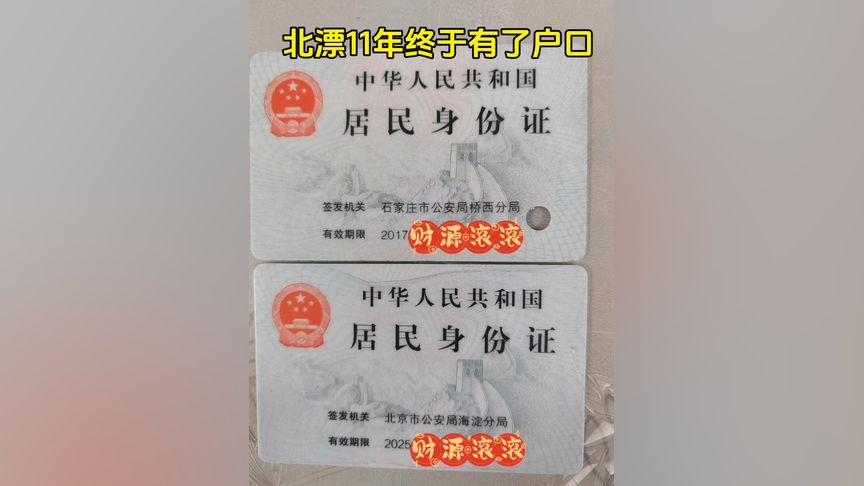 北漂11年终于有了户口
中华人民共和国
居民身份证
签发机关 石家庄市公安局桥西分局
有效期限 2017 财源滚滚
中华人民共和国
居民身份证
签发机关 北京市公安局海淀分局
有效期限 2025 财源滚滚